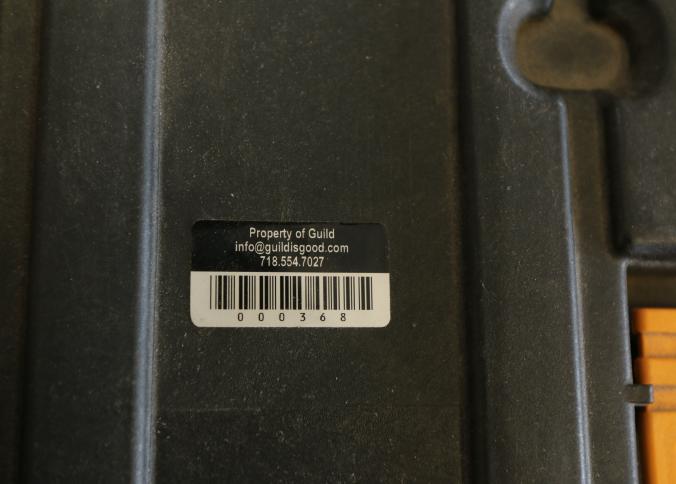 Property of Guild
info@guildisgood.com
718.554.7027
000368